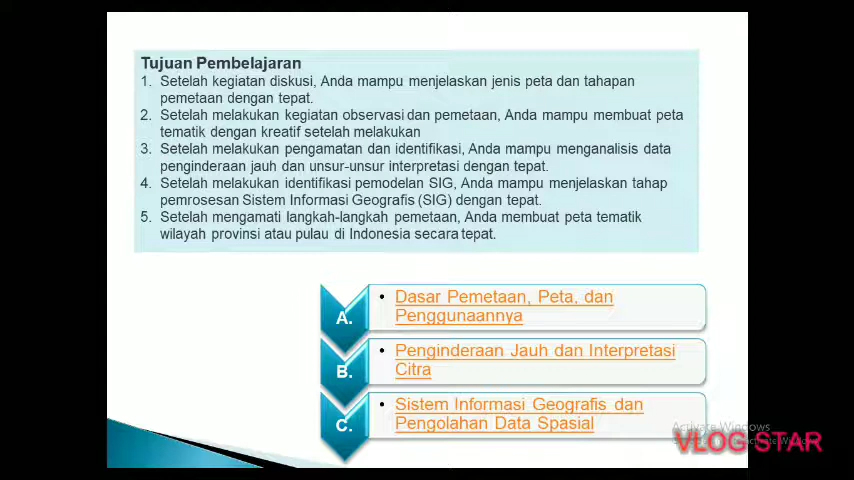 Tujuan Pembelajaran
1. Setelah kegiatan diskusi, Anda mampu menjelaskan jenis peta dan tahapan
pemetaan dengan tepat.
2. Setelah melakukan kegiatan observasi dan pemetaan, Anda mampu membuat peta
tematik dengan kreatif setelah melakukan
3. Setelah melakukan pengamatan dan identifikasi, Anda mampu menganalisis data
penginderaan jauh dan unsur-unsur interpretasi dengan tepat.
4. Setelah melakukan identifikasi pemodelan SIG, Anda mampu menjelaskan tahap
pemrosesan Sistem Informasi Geografis (SIG) dengan tepat.
5. Setelah mengamati langkah-langkah pemetaan, Anda membuat peta tematik
wilayah provinsi atau pulau di Indonesia secara tepat.
A.
• Dasar Pemetaan, Peta, dan
Penggunaannya
B.
• Penginderaan Jauh dan Interpretasi
Citra
C.
• Sistem Informasi Geografis dan
Pengolahan Data Spasial
Activate Windows
VLOG STAR